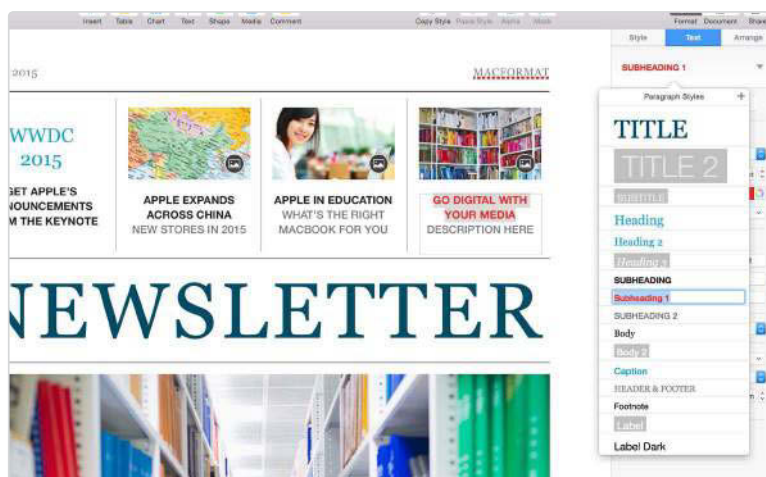 Insert Table Chart Text Shape Media Comment
Copy Style Paste Style Mask
Format Document Share
Style Text Arrange
2015
MACFORMAT
SUBHEADING 1
Paragraph Styles +
WWDC
2015
GET APPLE'S
NOUNCEMENTS
M THE KEYNOTE
APPLE EXPANDS
ACROSS CHINA
NEW STORES IN 2015
APPLE IN EDUCATION
WHAT'S THE RIGHT
MACBOOK FOR YOU
GO DIGITAL WITH
YOUR MEDIA
DESCRIPTION HERE
NEWSLETTER
TITLE
TITLE 2
SUBTITLE
Heading
Heading 2
Heading 3
SUBHEADING
Subheading 1
SUBHEADING 2
Body
Body 2
Caption
HEADER & FOOTER
Footnote
Label
Label Dark